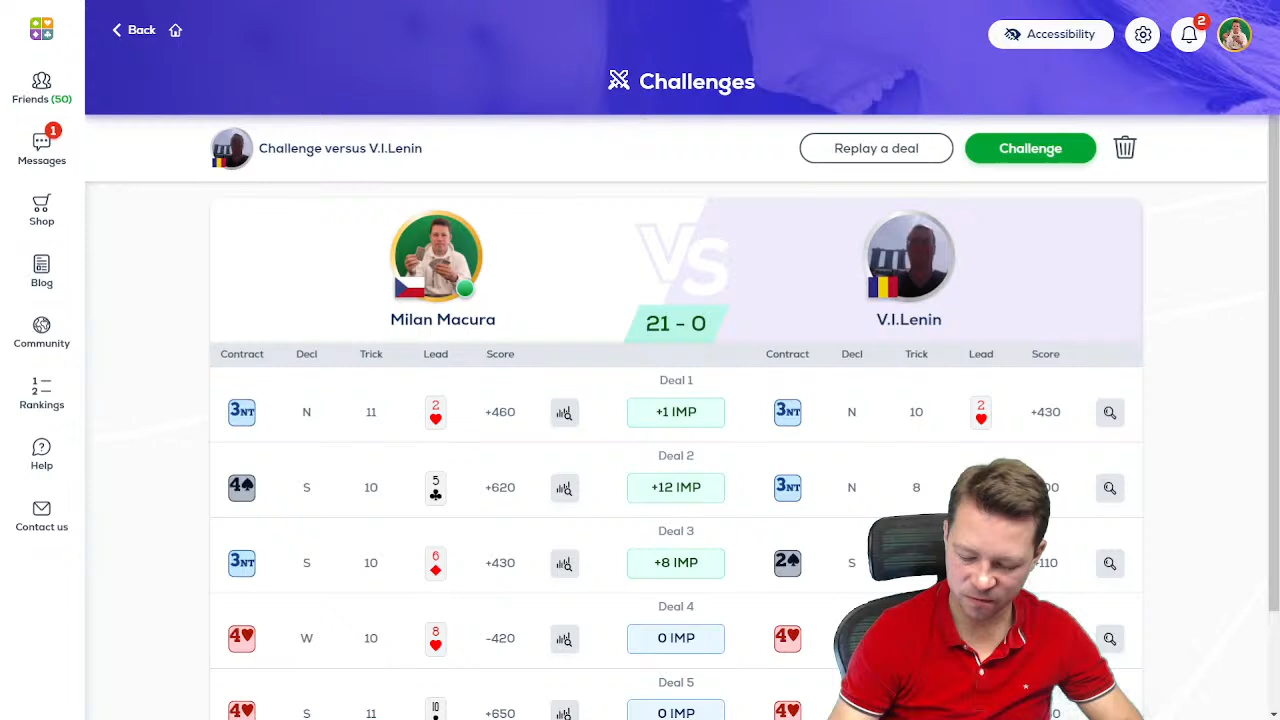 Back
Accessibility
2
Challenges
Friends (50)
1
Messages
Shop
Blog
Community
1
2
Rankings
Help
Contact us
Challenge versus V.I.Lenin
Replay a deal
Challenge
VS
Milan Macura
21 - 0
V.I.Lenin
Contract Decl Trick Lead Score Contract Decl Trick Lead Score
Deal 1
3NT N 11 2♥ +460 +1 IMP 3NT N 10 2♥ +430
Deal 2
4♠ S 10 5♣ +620 +12 IMP 3NT N 8
Deal 3
3NT S 10 6♦ +430 +8 IMP 2♠ S +110
Deal 4
4♥ W 10 8♥ -420 0 IMP 4♥
Deal 5
4♥ S 11 10 +650 0 IMP 4♥